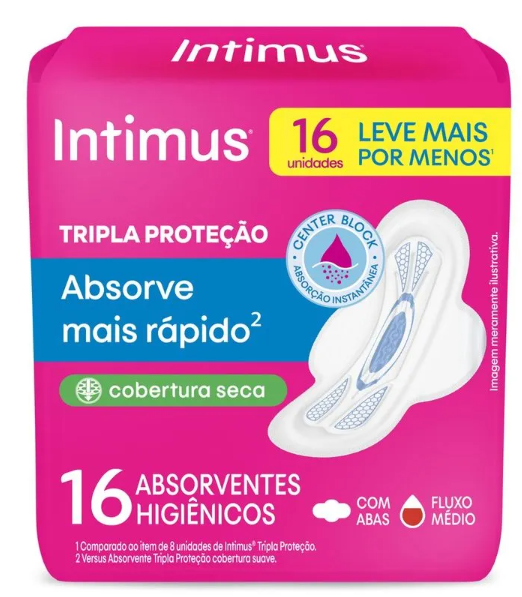 Intimus
Intimus®
16
unidades
LEVE MAIS
POR MENOS¹
TRIPLA PROTEÇÃO
CENTER BLOCK
ABSORÇÃO INSTANTÂNEA
Absorve
mais rápido²
cobertura seca
Imagem meramente ilustrativa.
16 ABSORVENTES
HIGIÊNICOS
COM
ABAS
FLUXO
MÉDIO
1 Comparado ao item de 8 unidades de Intimus® Tripla Proteção.
2 Versus Absorvente Tripla Proteção cobertura suave.